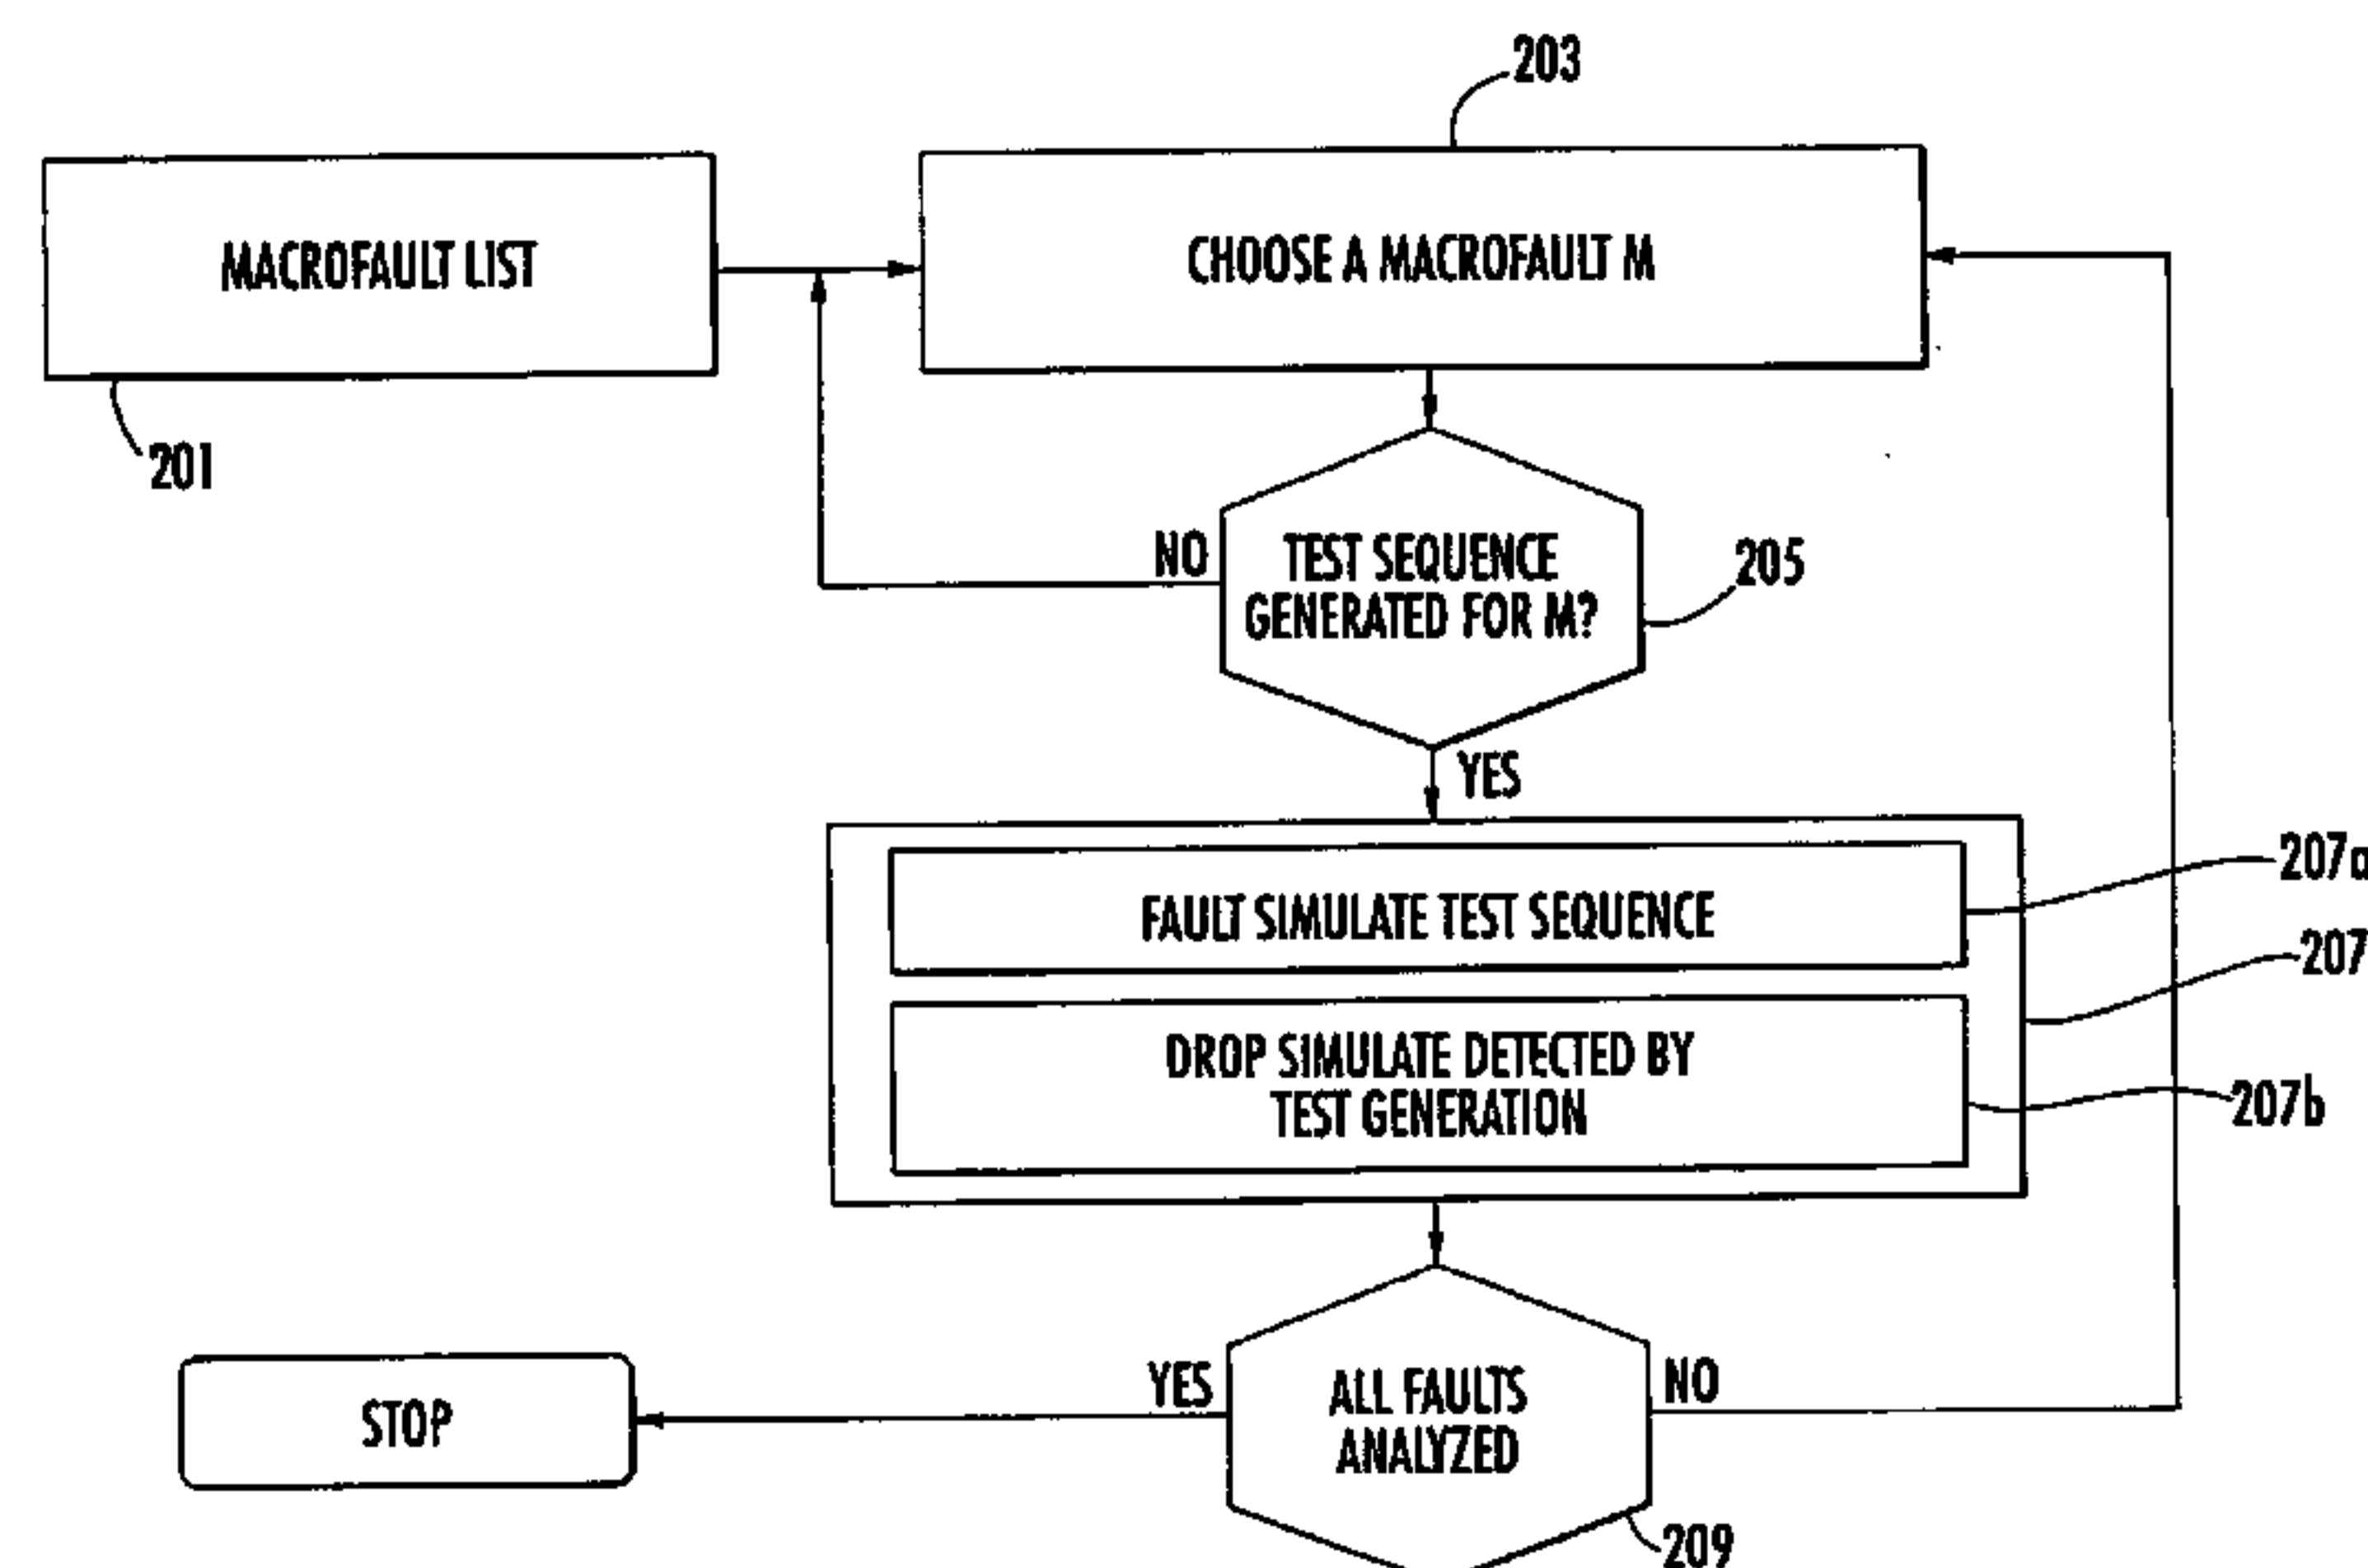 203
MACROFAULT LIST
CHOOSE A MACROFAULT M
201
NO
TEST SEQUENCE
GENERATED FOR M?
205
YES
FAULT SIMULATE TEST SEQUENCE
207a
207
DROP SIMULATE DETECTED BY
TEST GENERATION
207b
STOP
YES
ALL FAULTS
ANALYZED
NO
209